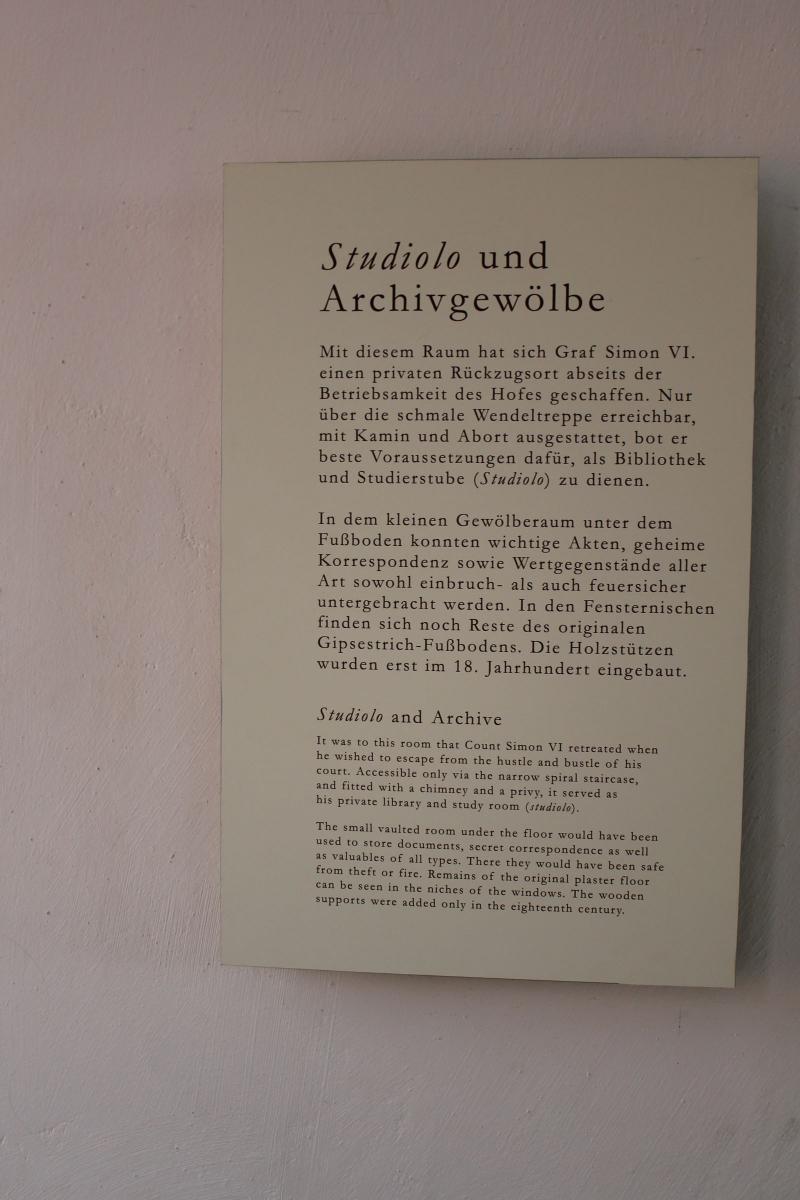 Studiolo und
Archivgewölbe
Mit diesem Raum hat sich Graf Simon VI.
einen privaten Rückzugsort abseits der
Betriebsamkeit des Hofes geschaffen. Nur
über die schmale Wendeltreppe erreichbar,
mit Kamin und Abort ausgestattet, bot er
beste Voraussetzungen dafür, als Bibliothek
und Studierstube (Studiolo) zu dienen.
In dem kleinen Gewölberaum unter dem
Fußboden konnten wichtige Akten, geheime
Korrespondenz sowie Wertgegenstände aller
Art sowohl einbruch- als auch feuersicher
untergebracht werden. In den Fensternischen
finden sich noch Reste des originalen
Gipsestrich-Fußbodens. Die Holzstützen
wurden erst im 18. Jahrhundert eingebaut.
Studiolo and Archive
It was to this room that Count Simon VI retreated when
he wished to escape from the hustle and bustle of his
court. Accessible only via the narrow spiral staircase,
and fitted with a chimney and a privy, it served as
his private library and study room (studiolo).
The small vaulted room under the floor would have been
used to store documents, secret correspondence as well
as valuables of all types. There they would have been safe
from theft or fire. Remains of the original plaster floor
can be seen in the niches of the windows. The wooden
supports were added only in the eighteenth century.